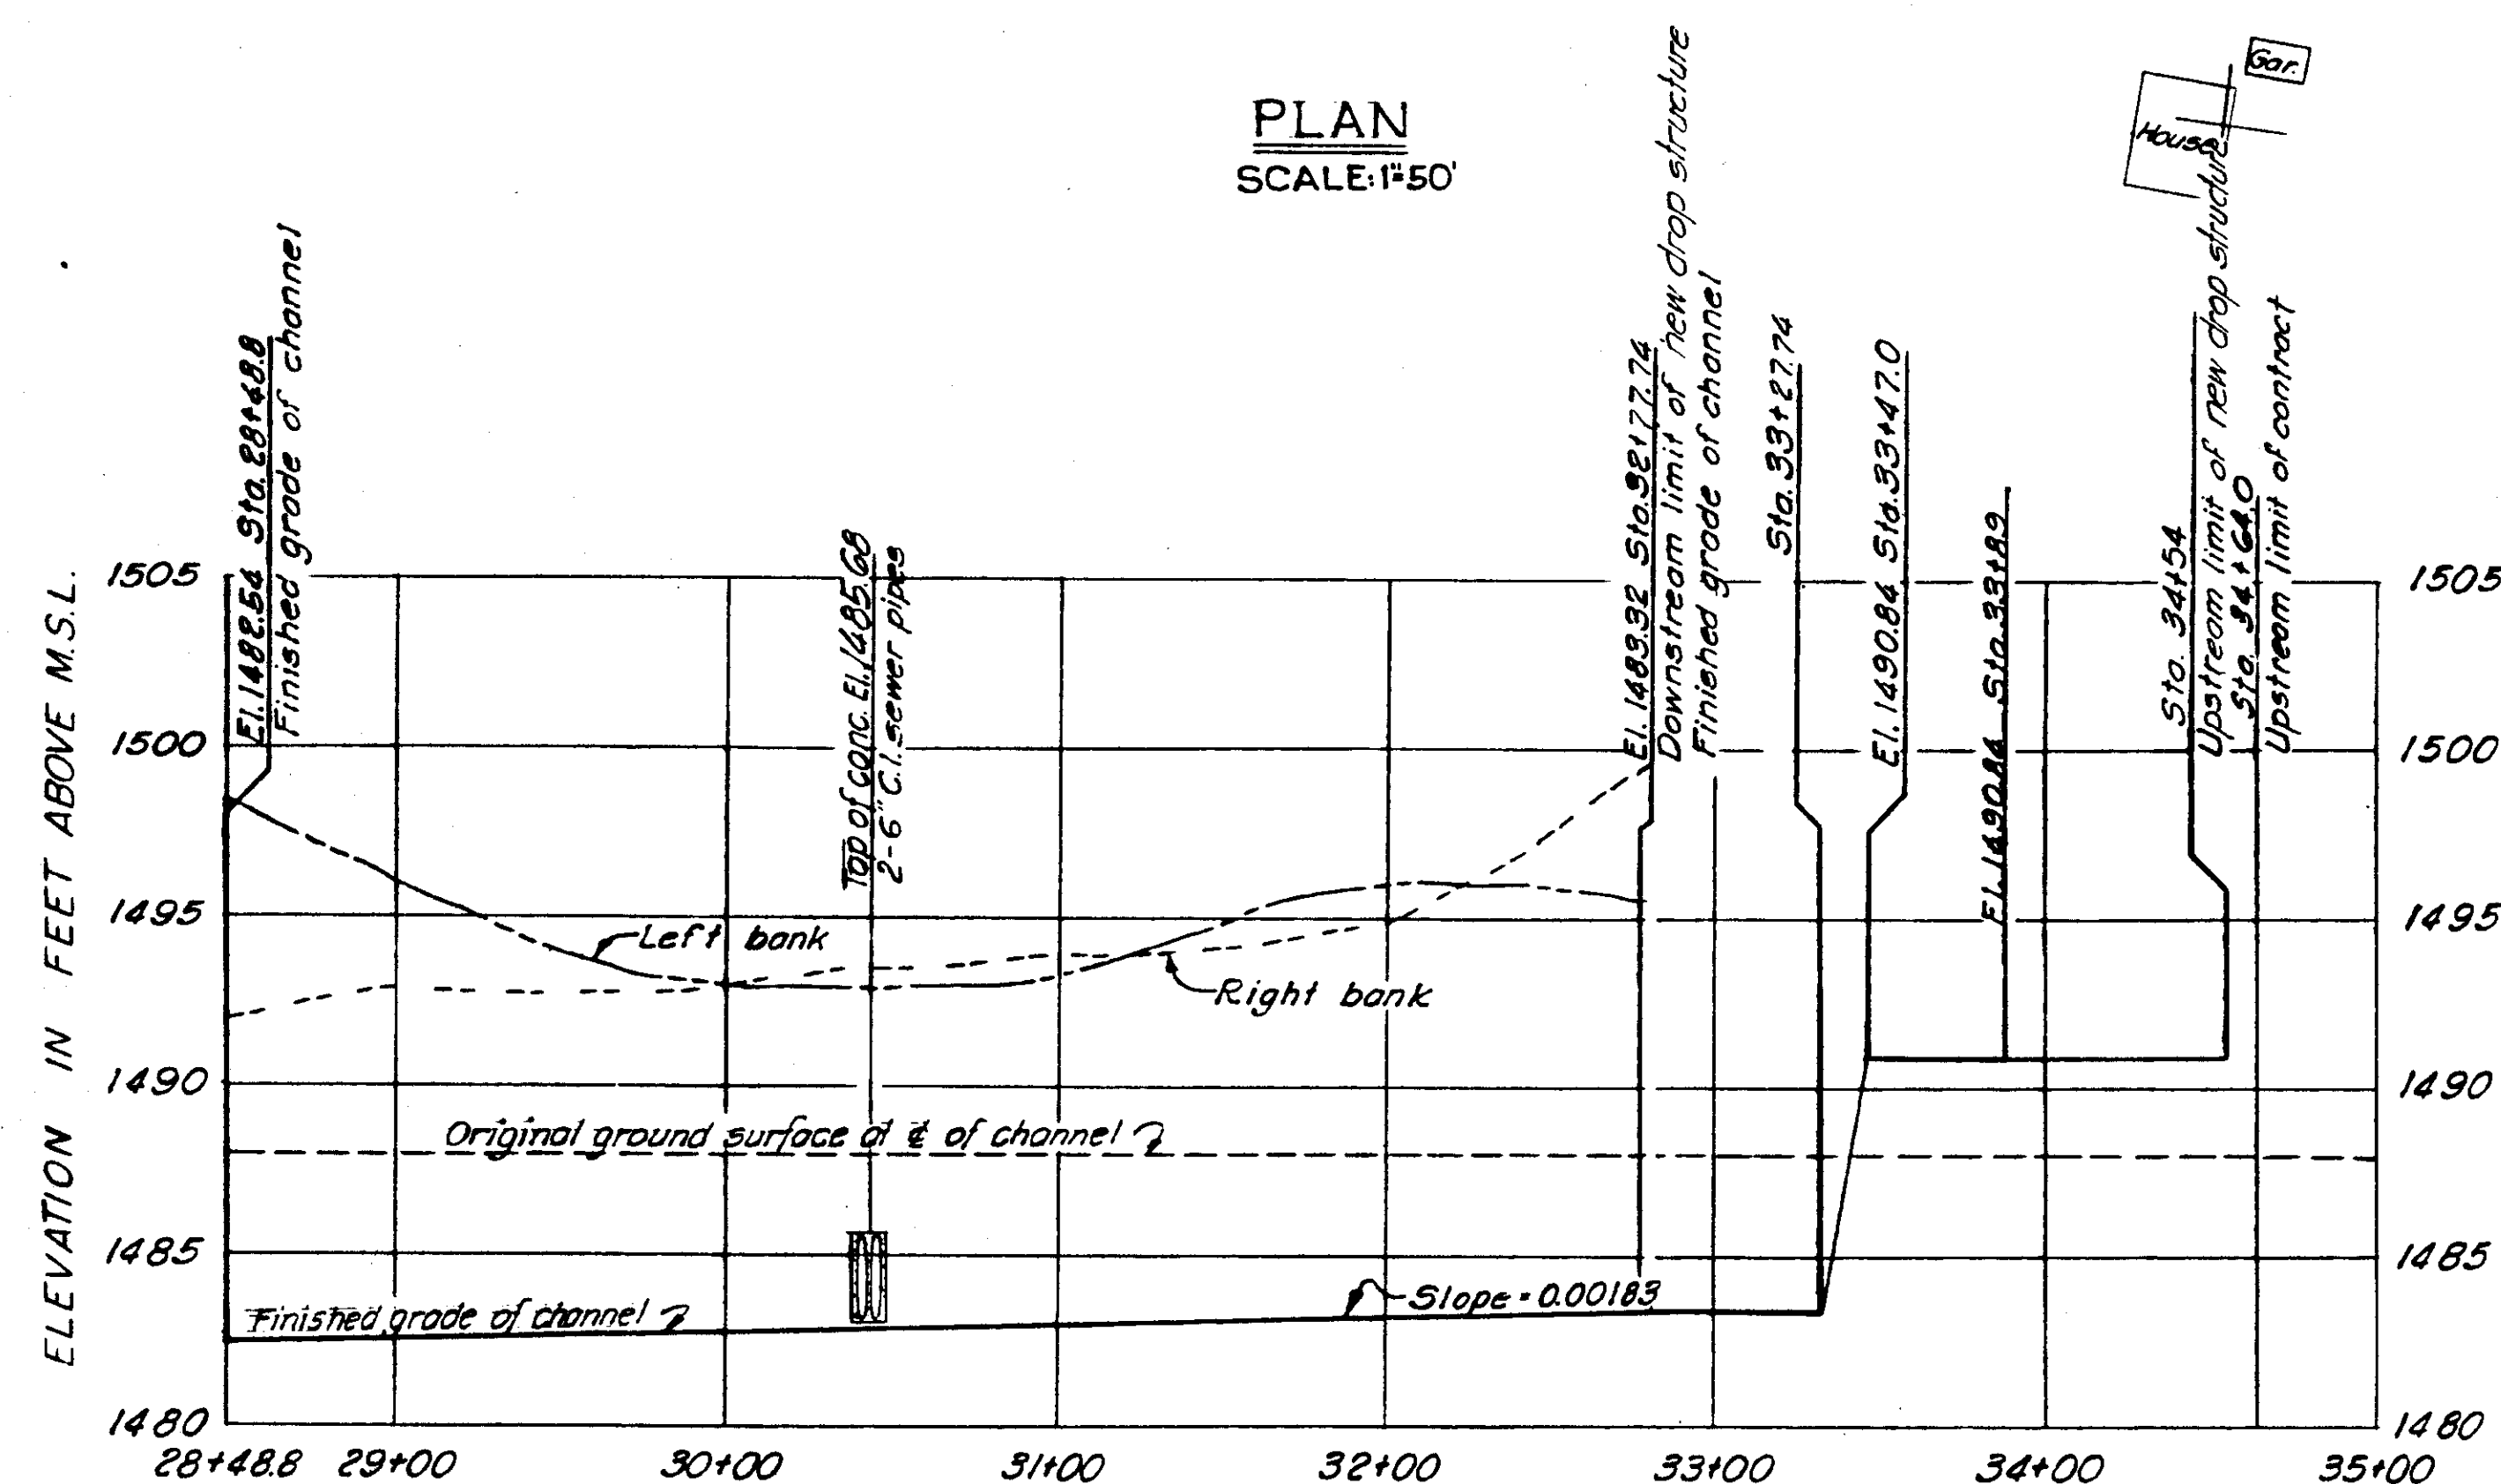 PLAN
SCALE: 1"=50'
Gar.
House
El. 1482.54 Sta. 28+48.8
Finished grade of channel
Top of conc. El. 1485.68
2-6" C.I. sewer pipes
El. 1483.32 Sta. 32+77.74
Downstream limit of new drop structure
Finished grade of channel
Sta. 33+27.74
El. 1490.84 Sta. 33+47.0
El. 1490.84 Sta. 33+89
Sta. 34+54
Upstream limit of new drop structure
Sta. 34+64.0
Upstream limit of contract
ELEVATION IN FEET ABOVE M.S.L.
1505 1505
1500 1500
1495 1495
Left bank
Right bank
1490 1490
Original ground surface at ℄ of channel
1485 1485
Slope = 0.00183
Finished grade of channel
1480 1480
28+48.8 29+00 30+00 31+00 32+00 33+00 34+00 35+00